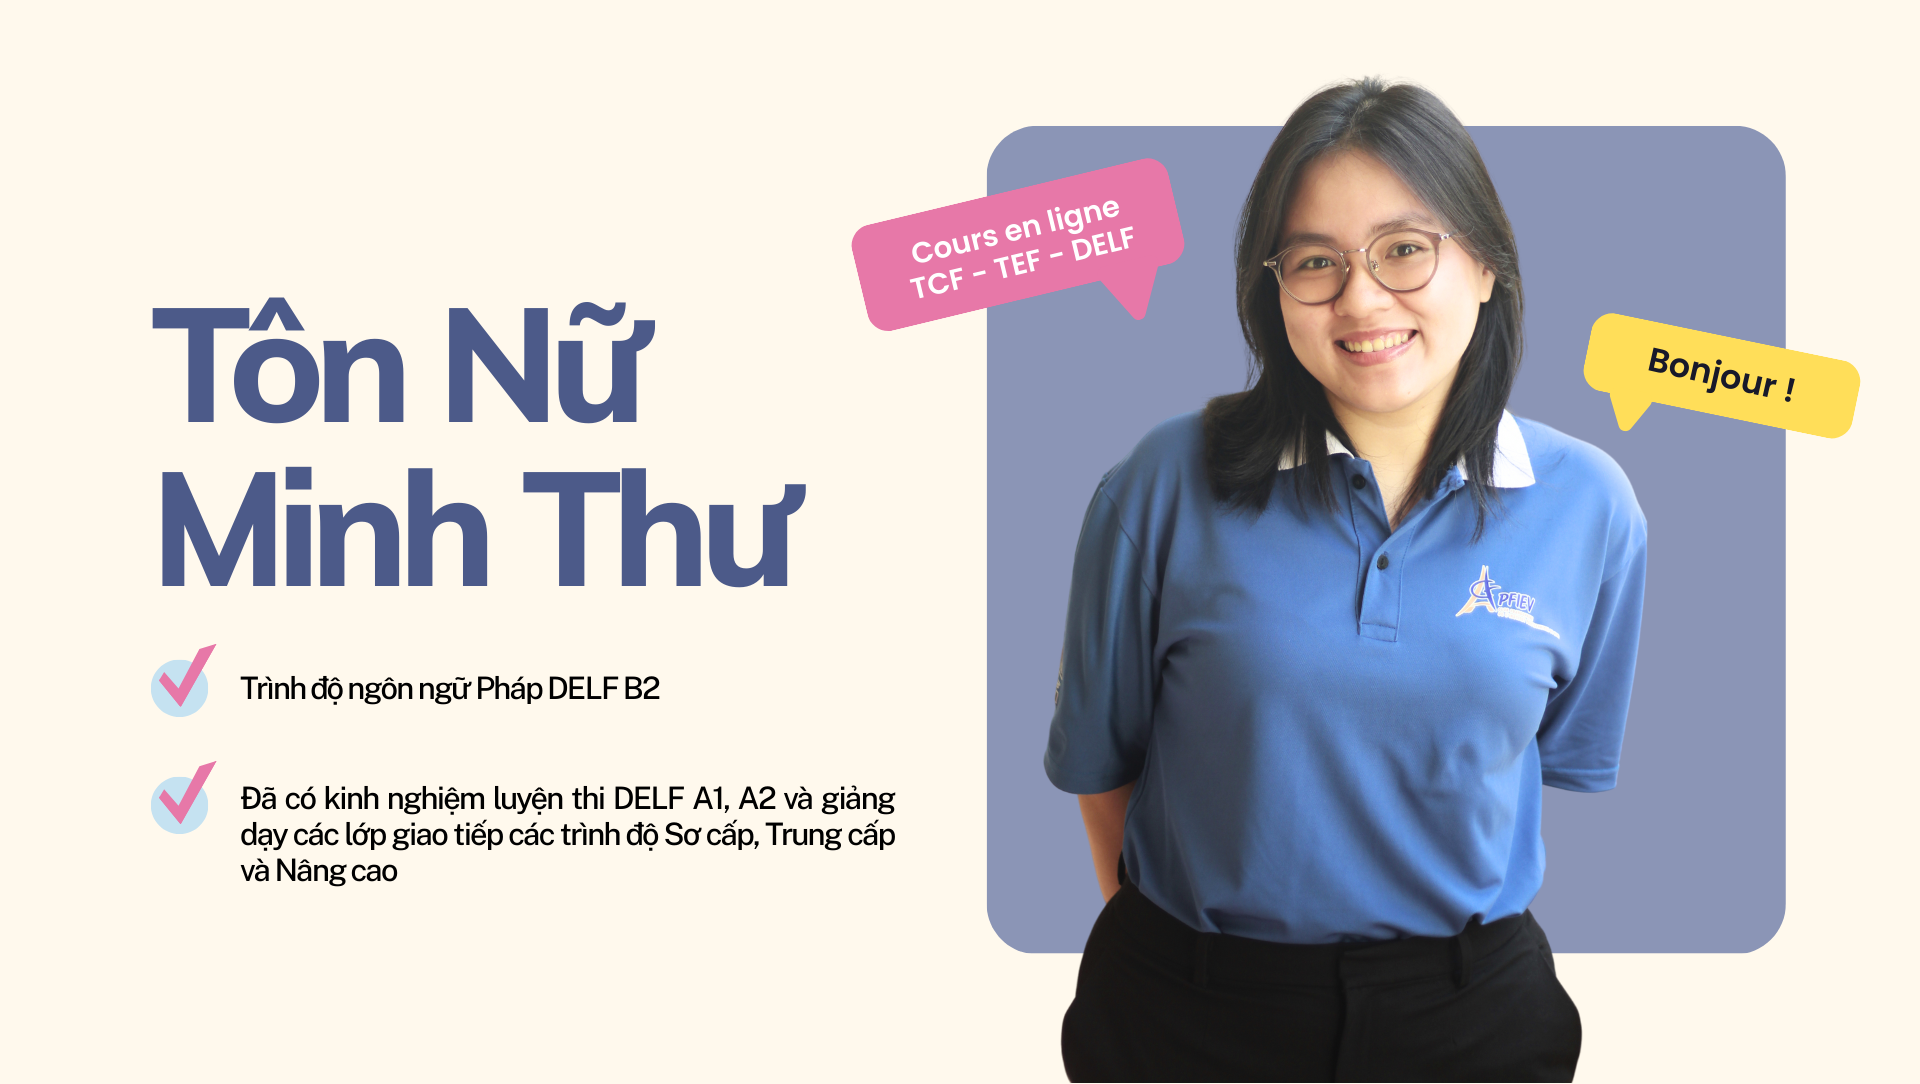 Tôn Nữ
Minh Thư
Trình độ ngôn ngữ Pháp DELF B2
Đã có kinh nghiệm luyện thi DELF A1, A2 và giảng
dạy các lớp giao tiếp các trình độ Sơ cấp, Trung cấp
và Nâng cao
Cours en ligne
TCF - TEF - DELF
Bonjour !
PFIEV